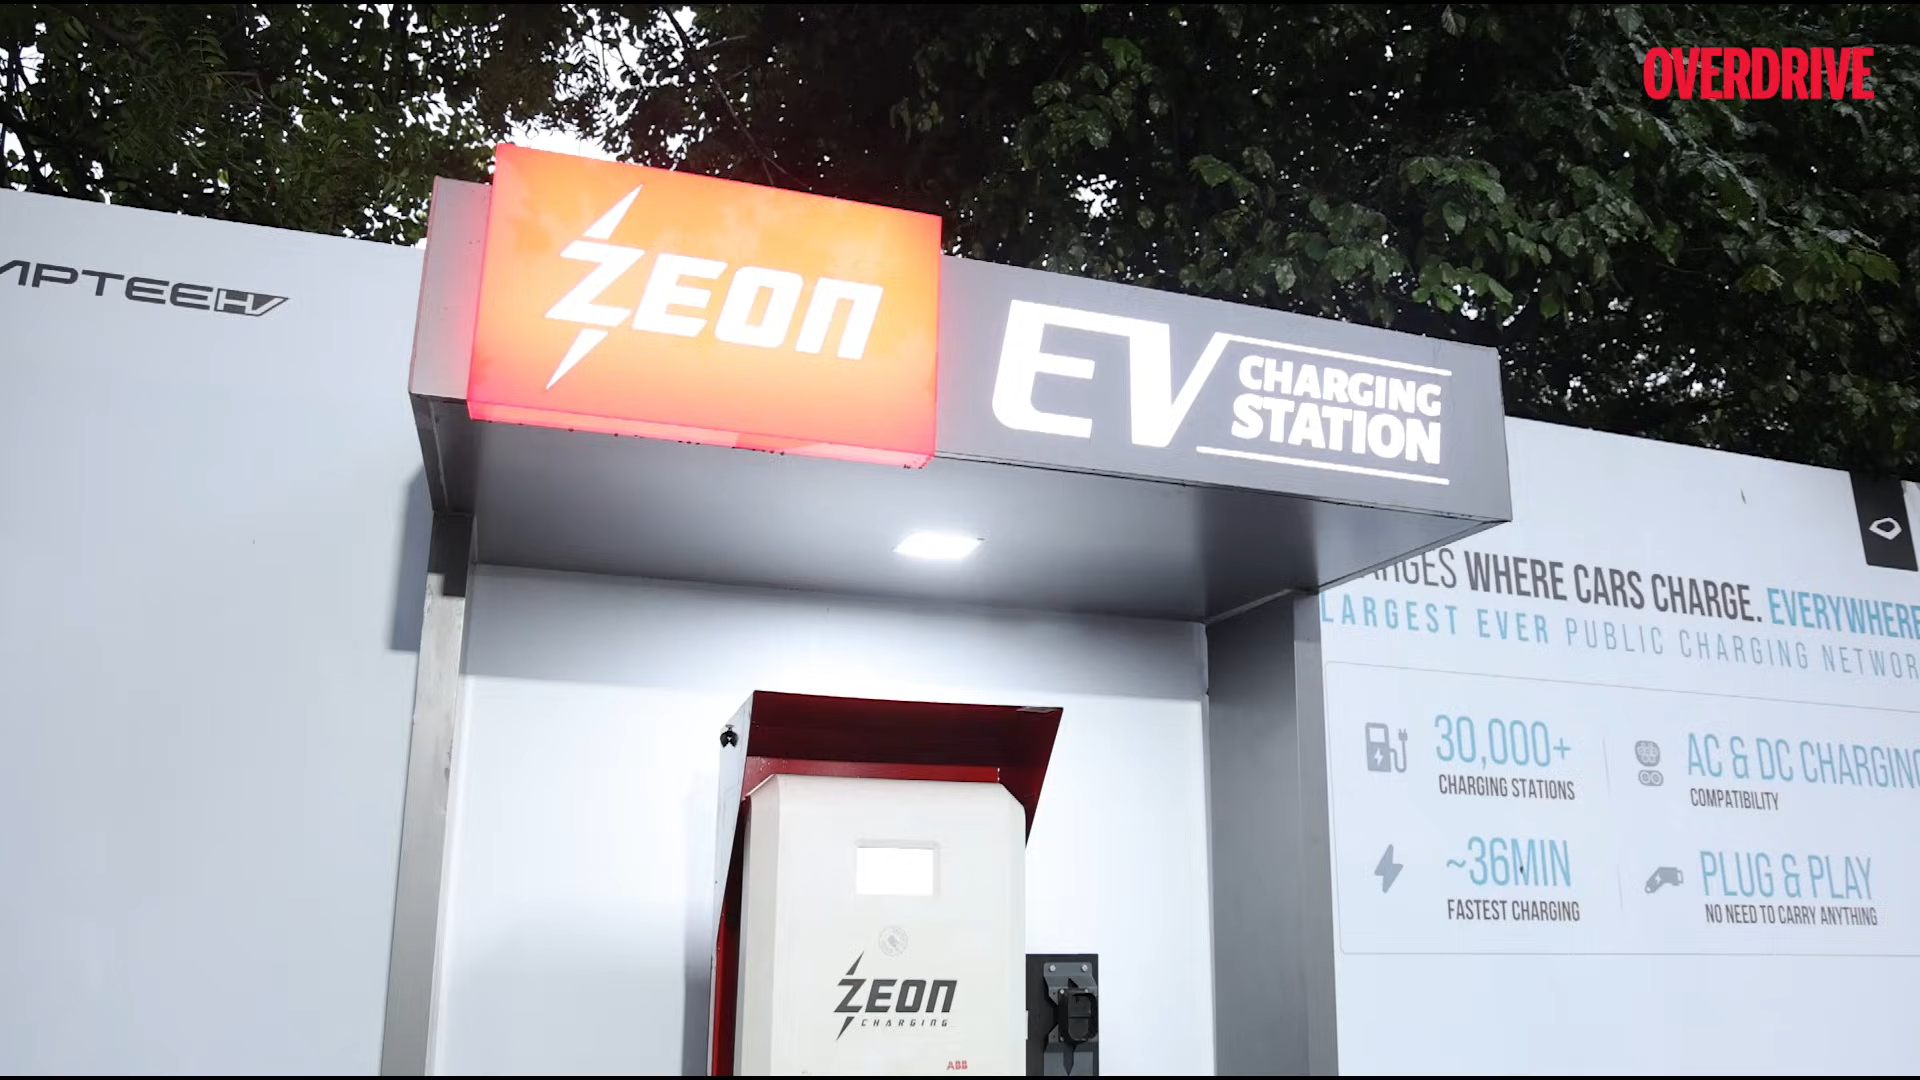 OVERDRIVE
APTEEHV
ZEON
EV
CHARGING
STATION
WHERE CARS CHARGE. EVERYWHERE
LARGEST EVER PUBLIC CHARGING
30,000+
CHARGING STATIONS
AC & DC CHARGING
COMPATIBILITY
~36MIN
FASTEST CHARGING
PLUG & PLAY
NO NEED TO CARRY ANYTHING
ZEON
CHARGING
ABB